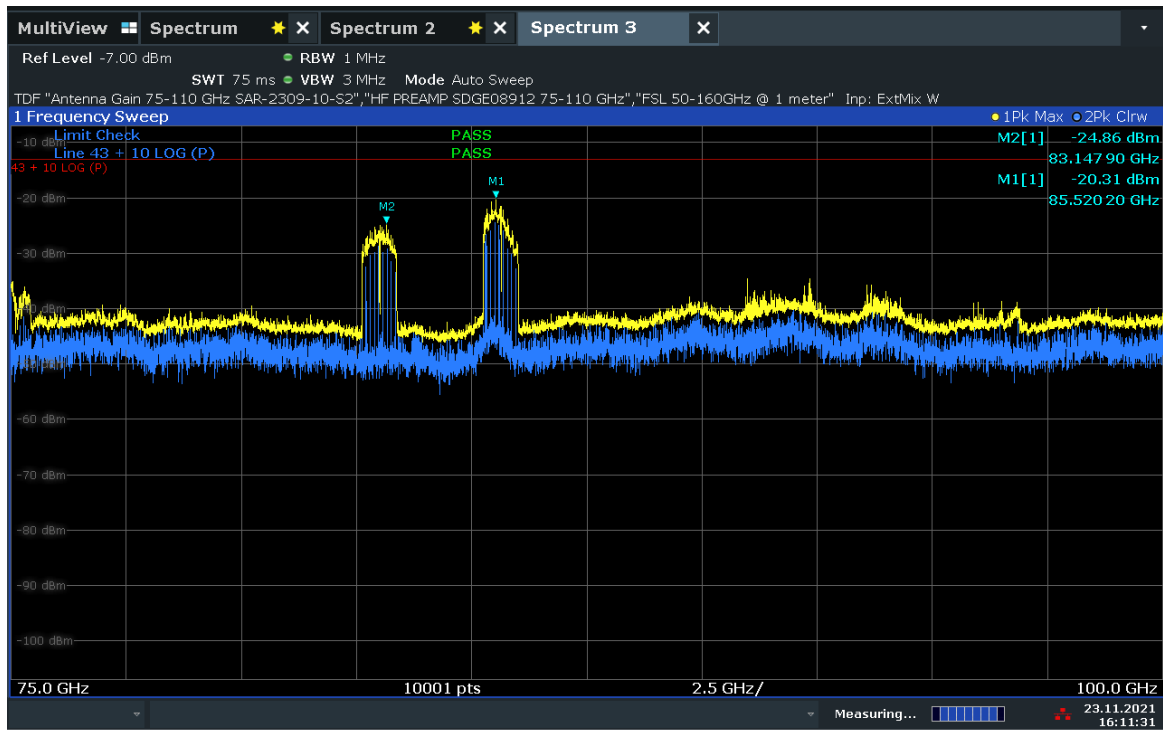 MultiView Spectrum Spectrum 2 Spectrum 3
Ref Level -7.00 dBm RBW 1 MHz
SWT 75 ms VBW 3 MHz Mode Auto Sweep
TDF "Antenna Gain 75-110 GHz SAR-2309-10-S2","HF PREAMP SDGE08912 75-110 GHz","FSL 50-160GHz @ 1 meter" Inp: ExtMix W
1 Frequency Sweep 1Pk Max 2Pk Clrw
Limit Check PASS
-10 dBm
Line 43 + 10 LOG (P) PASS
43 + 10 LOG (P)
M2[1] -24.86 dBm
83.147 90 GHz
M1[1] -20.31 dBm
85.520 20 GHz
M1
-20 dBm
M2
-30 dBm
-40 dBm
-60 dBm
-70 dBm
-80 dBm
-90 dBm
-100 dBm
75.0 GHz 10001 pts 2.5 GHz/ 100.0 GHz
Measuring... 23.11.2021
16:11:31